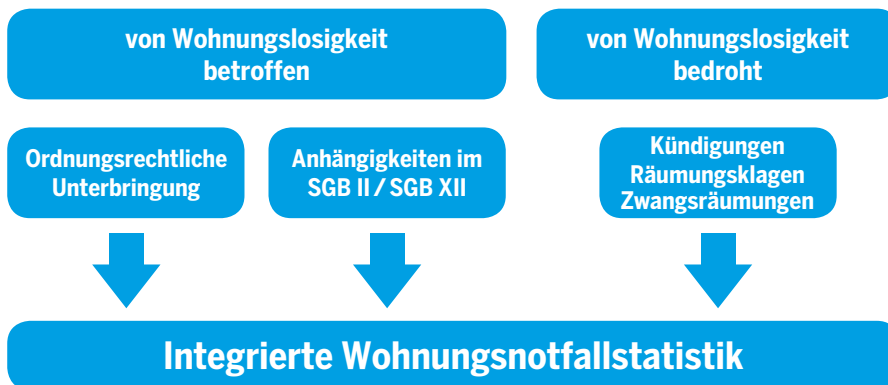 von Wohnungslosigkeit
betroffen
von Wohnungslosigkeit
bedroht
Ordnungsrechtliche
Unterbringung
Anhängigkeiten im
SGB II / SGB XII
Kündigungen
Räumungsklagen
Zwangsräumungen
Integrierte Wohnungsnotfallstatistik